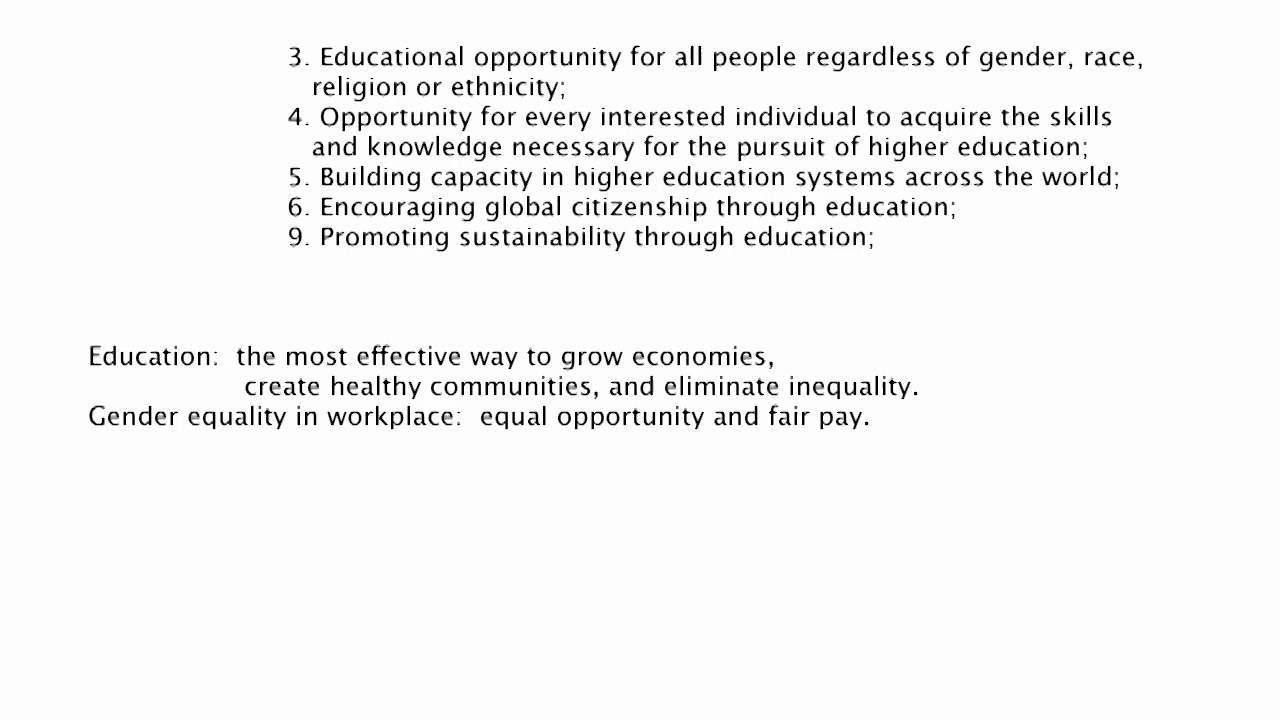 3. Educational opportunity for all people regardless of gender, race,
religion or ethnicity;
4. Opportunity for every interested individual to acquire the skills
and knowledge necessary for the pursuit of higher education;
5. Building capacity in higher education systems across the world;
6. Encouraging global citizenship through education;
9. Promoting sustainability through education;
Education: the most effective way to grow economies,
create healthy communities, and eliminate inequality.
Gender equality in workplace: equal opportunity and fair pay.